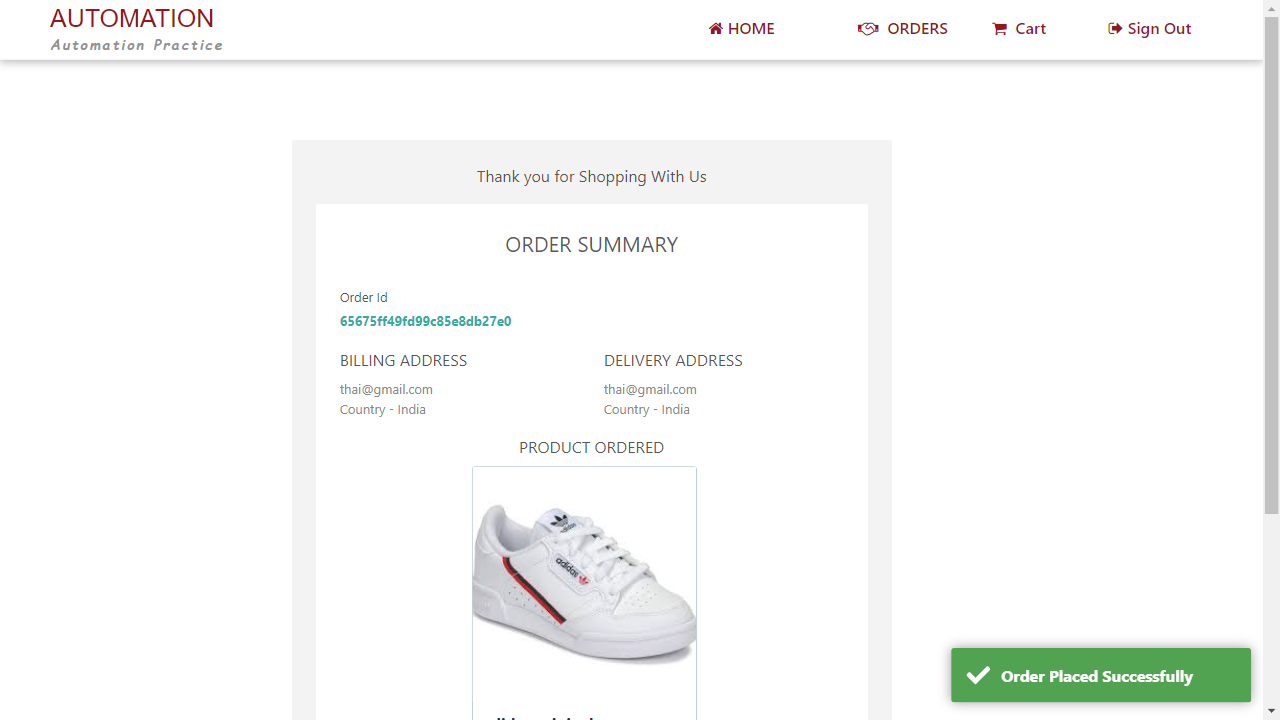 AUTOMATION
Automation Practice
HOME
ORDERS
Cart
Sign Out
Thank you for Shopping With Us
ORDER SUMMARY
Order Id
65675ff49fd99c85e8db27e0
BILLING ADDRESS
DELIVERY ADDRESS
thai@gmail.com
thai@gmail.com
Country - India
Country - India
PRODUCT ORDERED
adidas
adidas
Order Placed Successfully